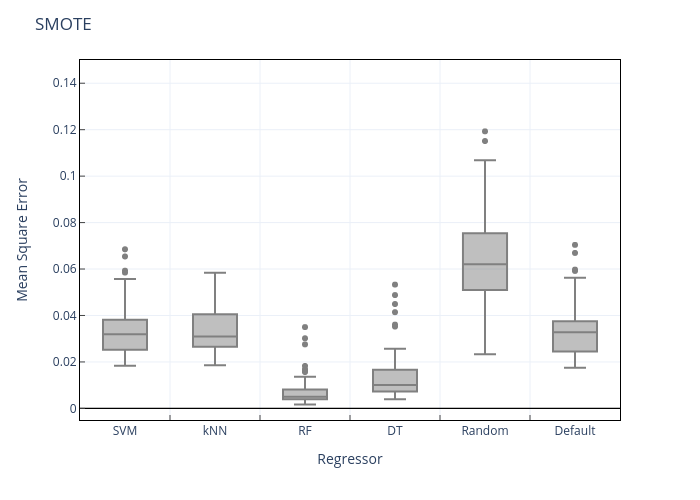 SMOTE
Mean Square Error
0.14
0.12
0.1
0.08
0.06
0.04
0.02
0
SVM kNN RF DT Random Default
Regressor